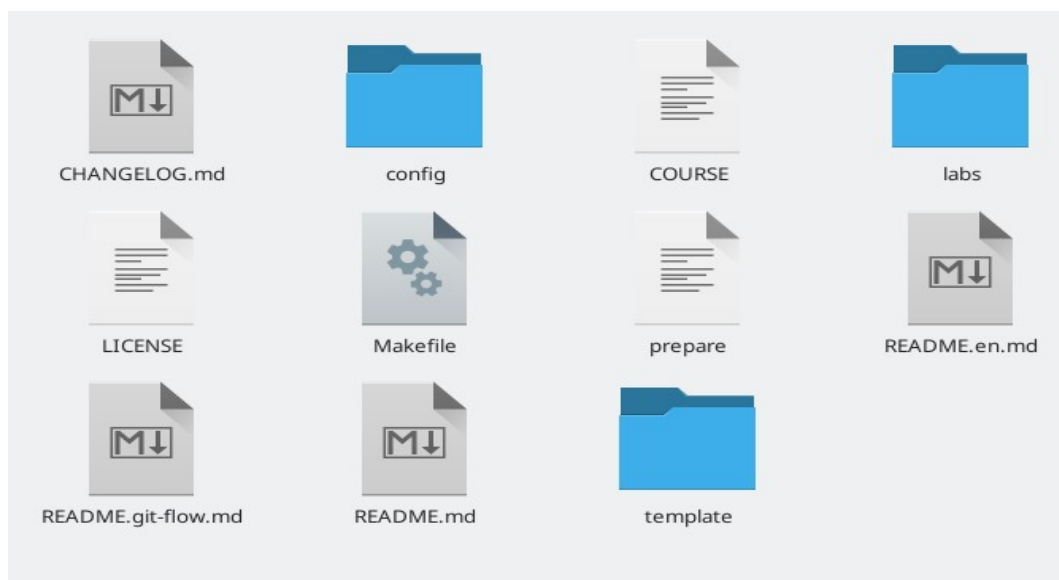 M↓
CHANGELOG.md
config
COURSE
labs
LICENSE
Makefile
prepare
M↓
README.en.md
M↓
README.git-flow.md
M↓
README.md
template